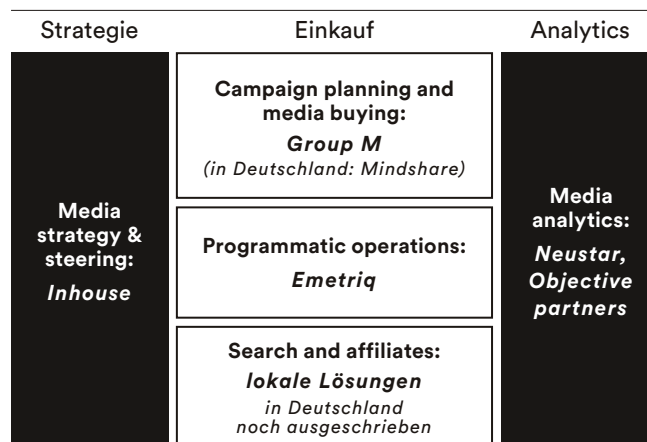 Strategie
Einkauf
Analytics
Media
strategy &
steering:
Inhouse
Campaign planning and
media buying:
Group M
(in Deutschland: Mindshare)
Programmatic operations:
Emetriq
Search and affiliates:
lokale Lösungen
in Deutschland
noch ausgeschrieben
Media
analytics:
Neustar,
Objective
partners